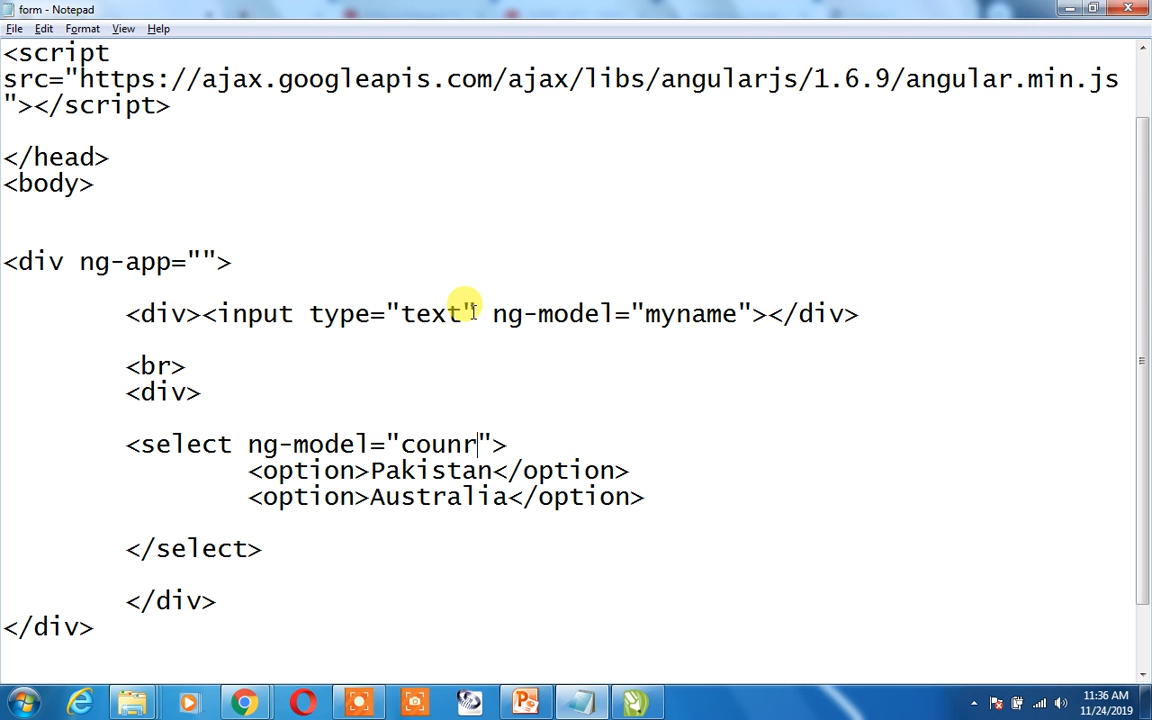 form - Notepad
File Edit Format View Help
<script
src="https://ajax.googleapis.com/ajax/libs/angularjs/1.6.9/angular.min.js
"></script>
</head>
<body>
<div ng-app="">
<div><input type="text" ng-model="myname"></div>
<br>
<div>
<select ng-model="counr">
<option>Pakistan</option>
<option>Australia</option>
</select>
</div>
</div>
11:36 AM
11/24/2019